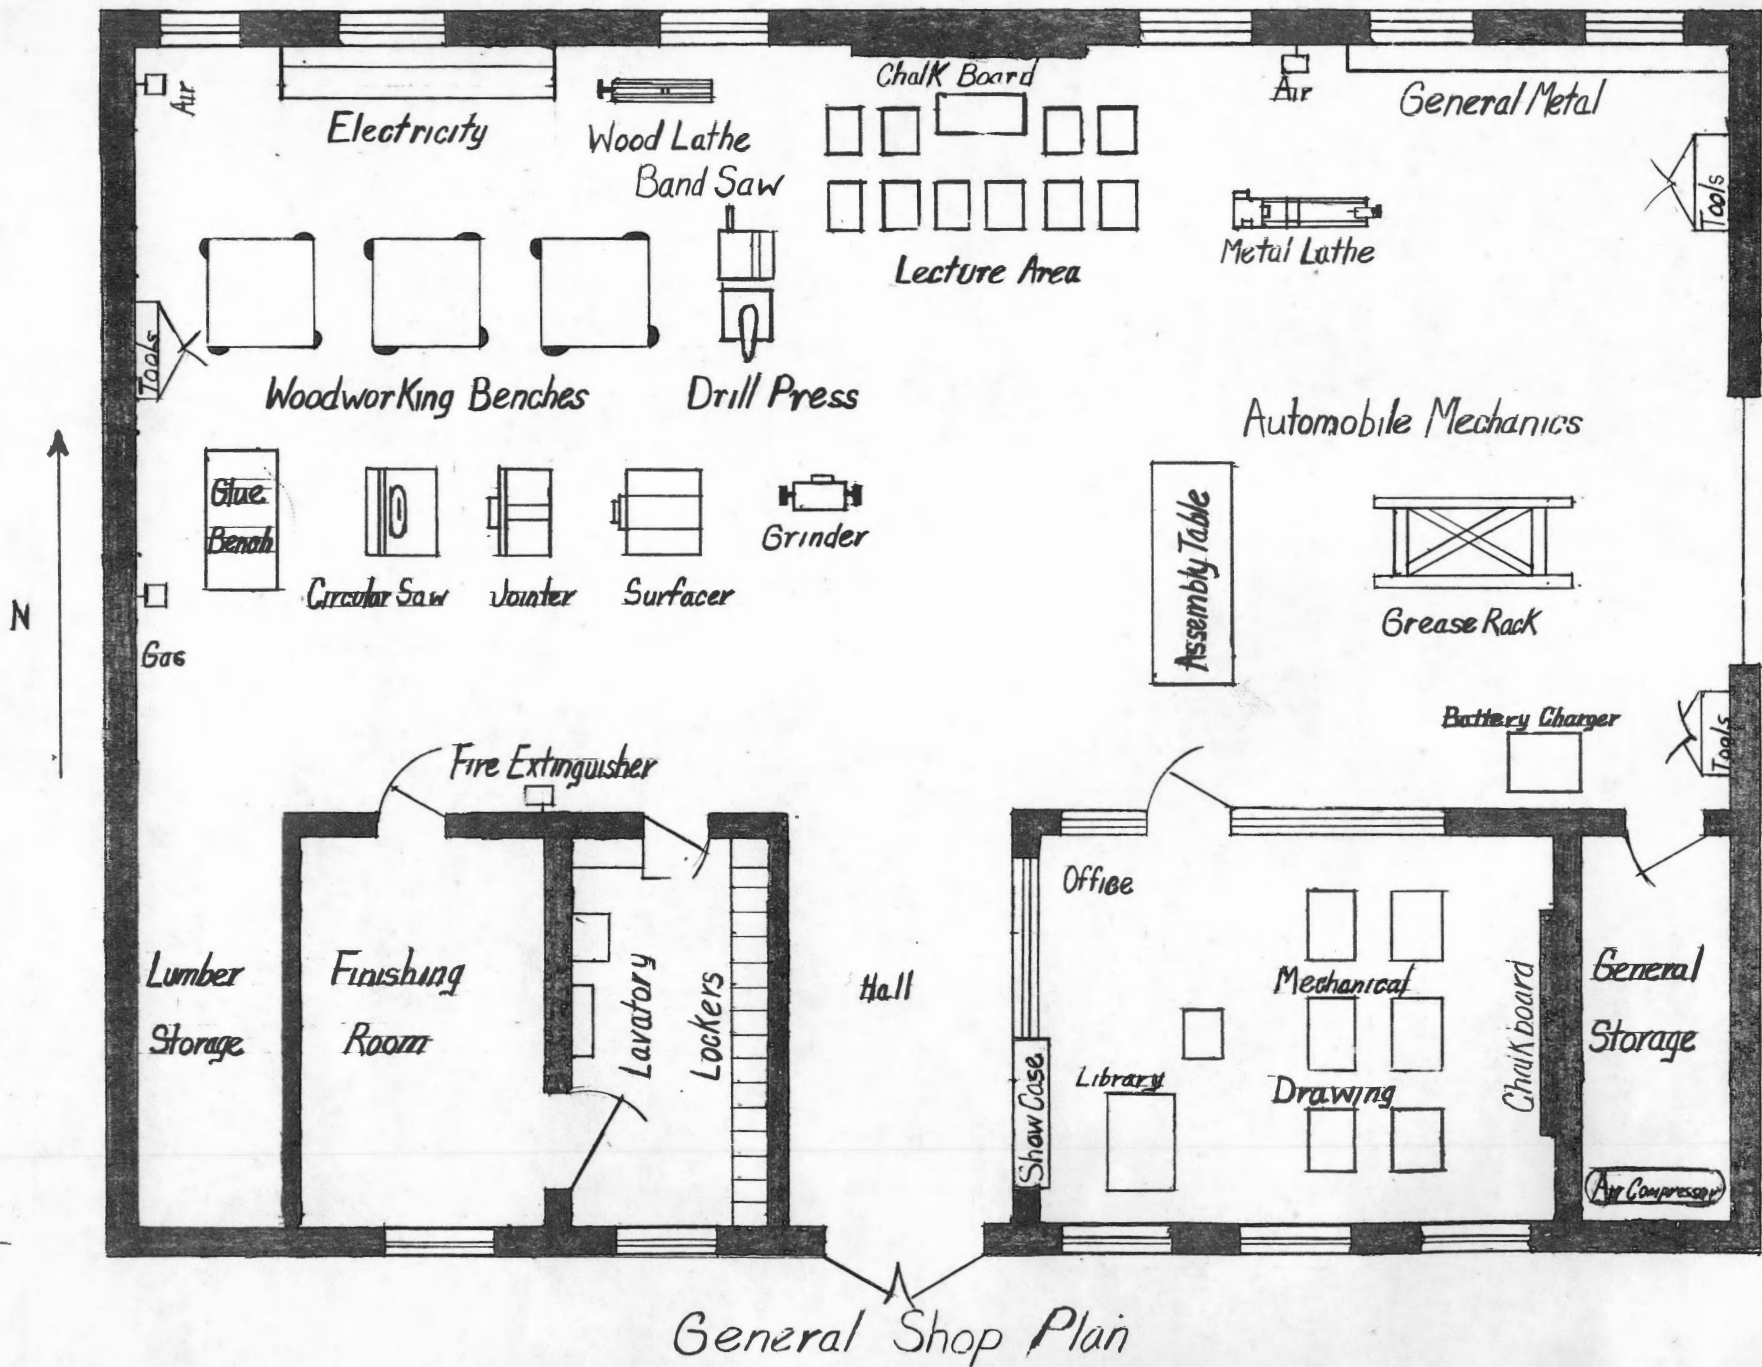 Chalk Board
Air
Electricity
Wood Lathe
Band Saw
Air
General Metal
Tools
Lecture Area
Metal Lathe
Tools
Woodworking Benches
Drill Press
Automobile Mechanics
Glue
Bench
Circular Saw
Jointer
Surfacer
Grinder
Assembly Table
Grease Rack
N
Gas
Battery Charger
Tools
Fire Extinguisher
Office
Lumber
Storage
Finishing
Room
Lavatory
Lockers
Hall
Show Case
Library
Mechanical
Drawing
Chalkboard
General
Storage
Air Compressor
General Shop Plan